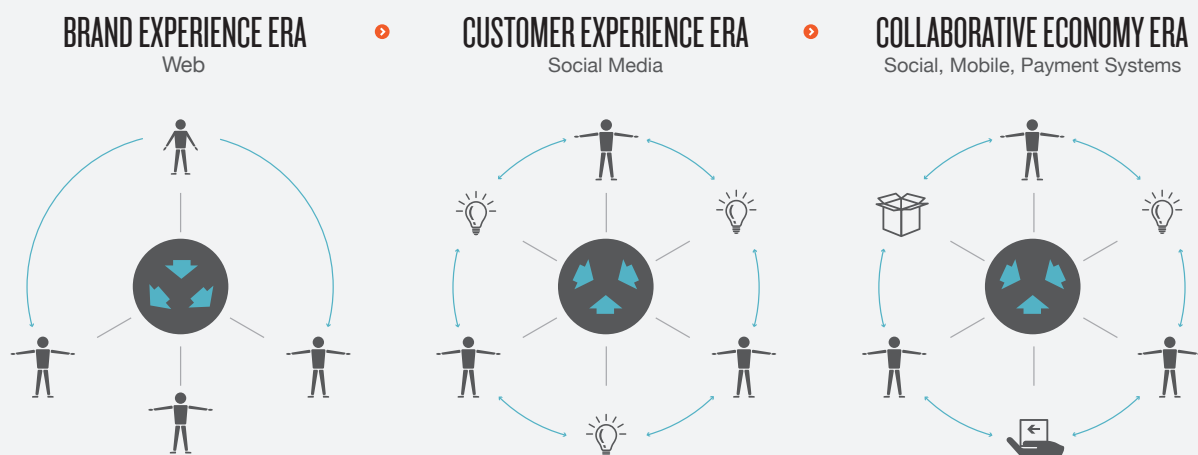 BRAND EXPERIENCE ERA
Web
CUSTOMER EXPERIENCE ERA
Social Media
COLLABORATIVE ECONOMY ERA
Social, Mobile, Payment Systems